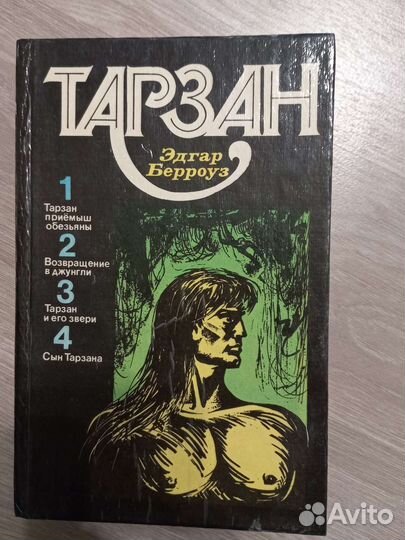 ТАРЗАН
Эдгар
Берроуз
1
Тарзан
приёмыш
обезьяны
2
Возвращение
в джунгли
3
Тарзан
и его звери
4
Сын Тарзана
Avito